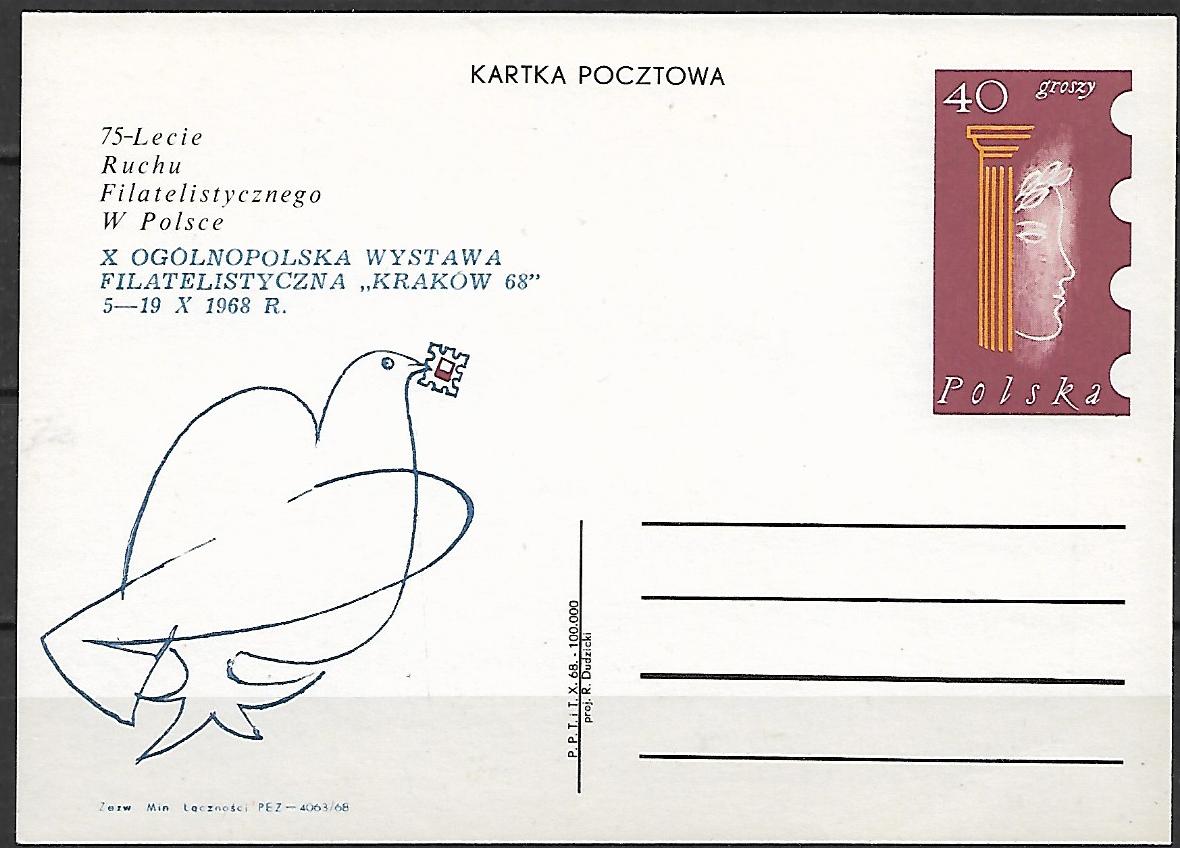 KARTKA POCZTOWA
40 groszy
75-Lecie
Ruchu
Filatelistycznego
W Polsce
X OGÓLNOPOLSKA WYSTAWA
FILATELISTYCZNA „KRAKÓW 68”
5—19 X 1968 R.
Polska
P. P. T. i T. X. 68. - 100.000
proj. R. Dudzicki
Zezw Min Łączności PEZ — 4063/68